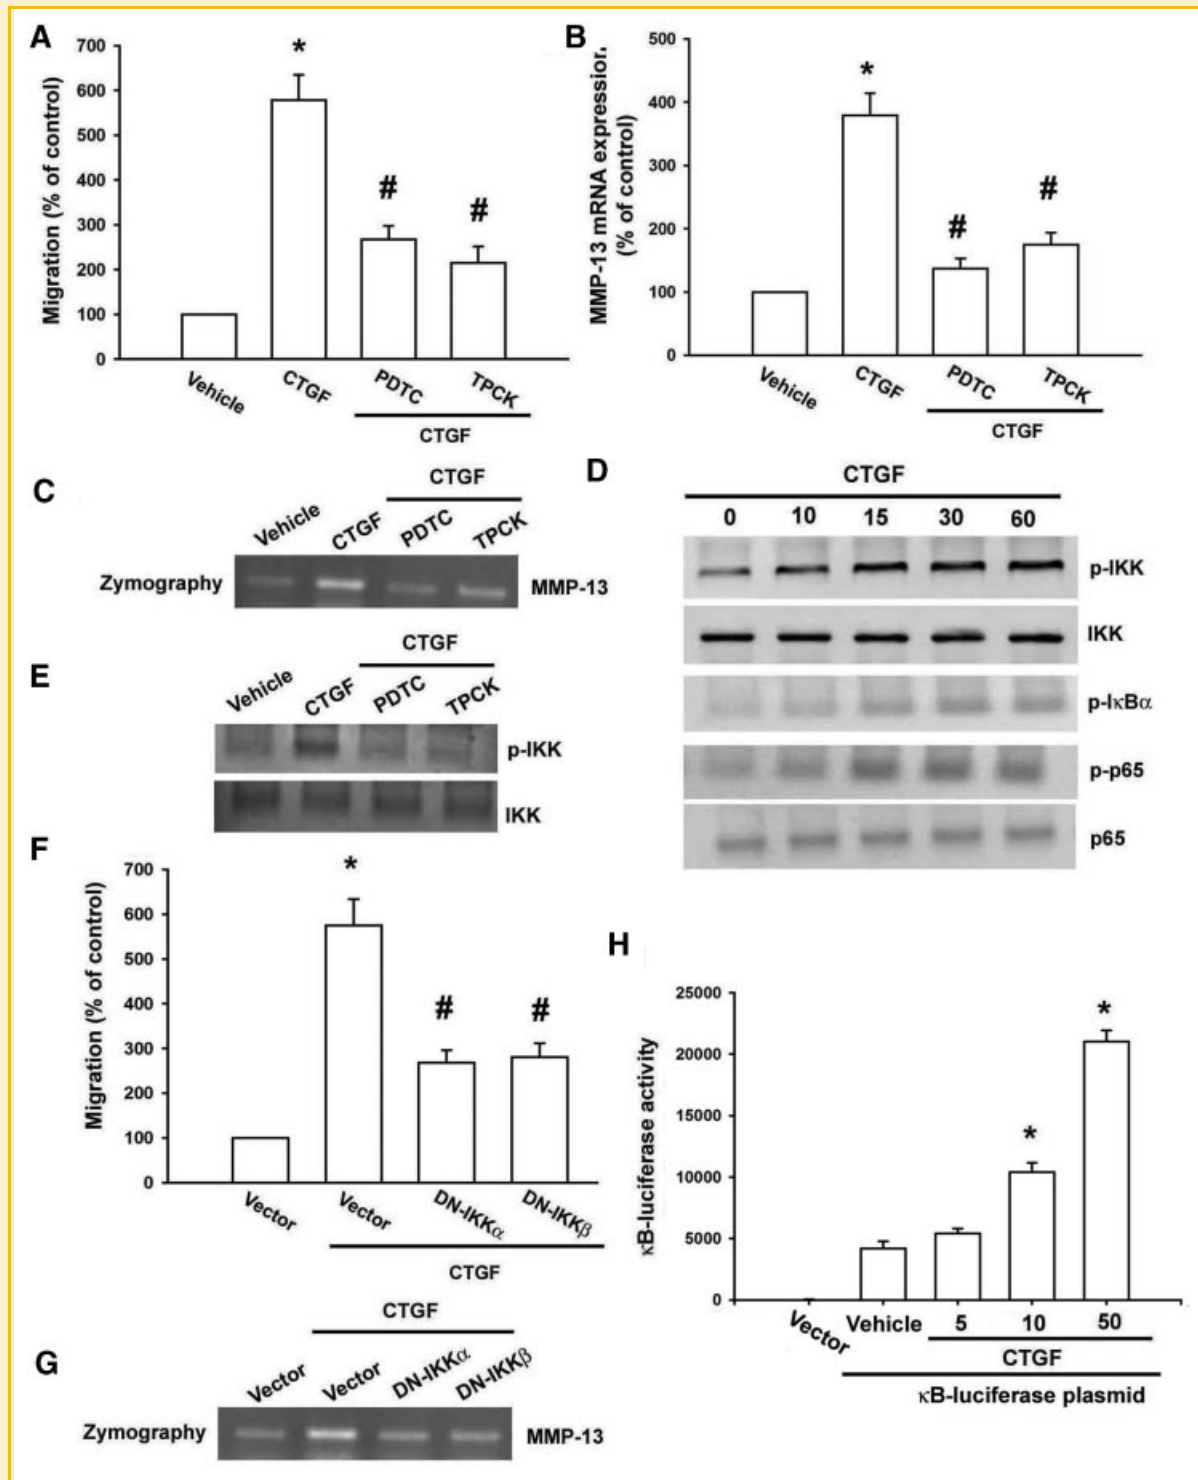 A
700
600
500
400
300
200
100
0
Migration (% of control)
*
#
#
Vehicle
CTGF
PDTC
TPCK
CTGF
B
500
400
300
200
100
0
MMP-13 mRNA expression
(% of control)
*
#
#
Vehicle
CTGF
PDTC
TPCK
CTGF
C
CTGF
Vehicle
CTGF
PDTC
TPCK
Zymography
MMP-13
D
CTGF
0 10 15 30 60
p-IKK
IKK
p-IκBα
p-p65
p65
E
CTGF
Vehicle
CTGF
PDTC
TPCK
p-IKK
IKK
F
700
600
500
400
300
200
100
0
Migration (% of control)
*
#
#
Vector
Vector
DN-IKKα
DN-IKKβ
CTGF
G
CTGF
Vector
Vector
DN-IKKα
DN-IKKβ
Zymography
MMP-13
H
25000
20000
15000
10000
5000
0
κB-luciferase activity
*
*
Vector
Vehicle
5
10
50
CTGF
κB-luciferase plasmid